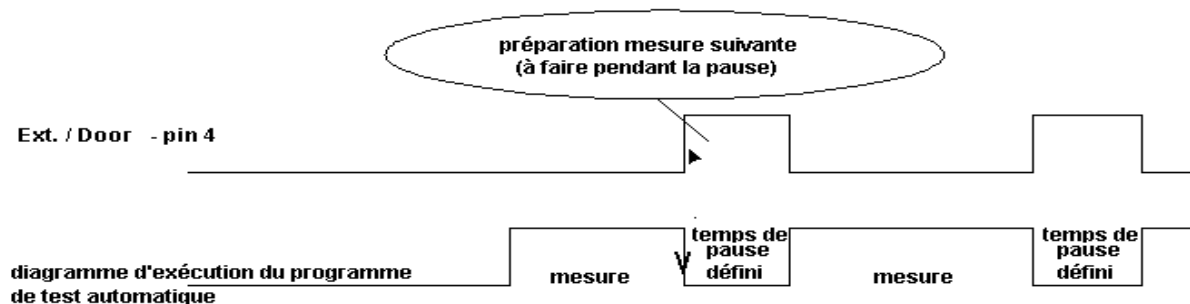 préparation mesure suivante
(à faire pendant la pause)
Ext. / Door - pin 4
temps de
pause
défini
temps de
pause
défini
diagramme d'exécution du programme
de test automatique
mesure
mesure